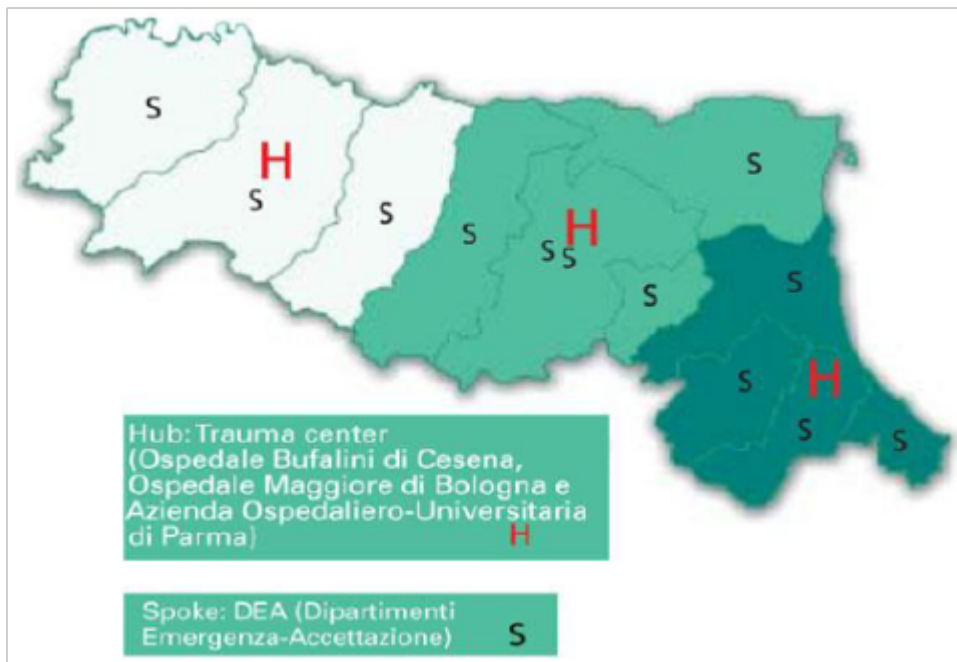 S
S
H
S
S
S
H
S
S
S
S
S
H
S
S
Hub: Trauma center
(Ospedale Bufalini di Cesena,
Ospedale Maggiore di Bologna e
Azienda Ospedaliero-Universitaria
di Parma) H
Spoke: DEA (Dipartimenti
Emergenza-Accettazione) S